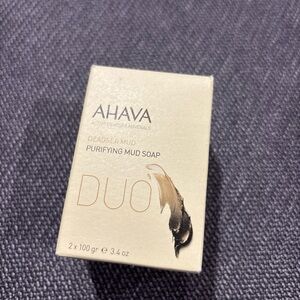 AHAVA
DEADSEA MUD
PURIFYING MUD SOAP
DUO
2 x 100 gr e 3.4 oz